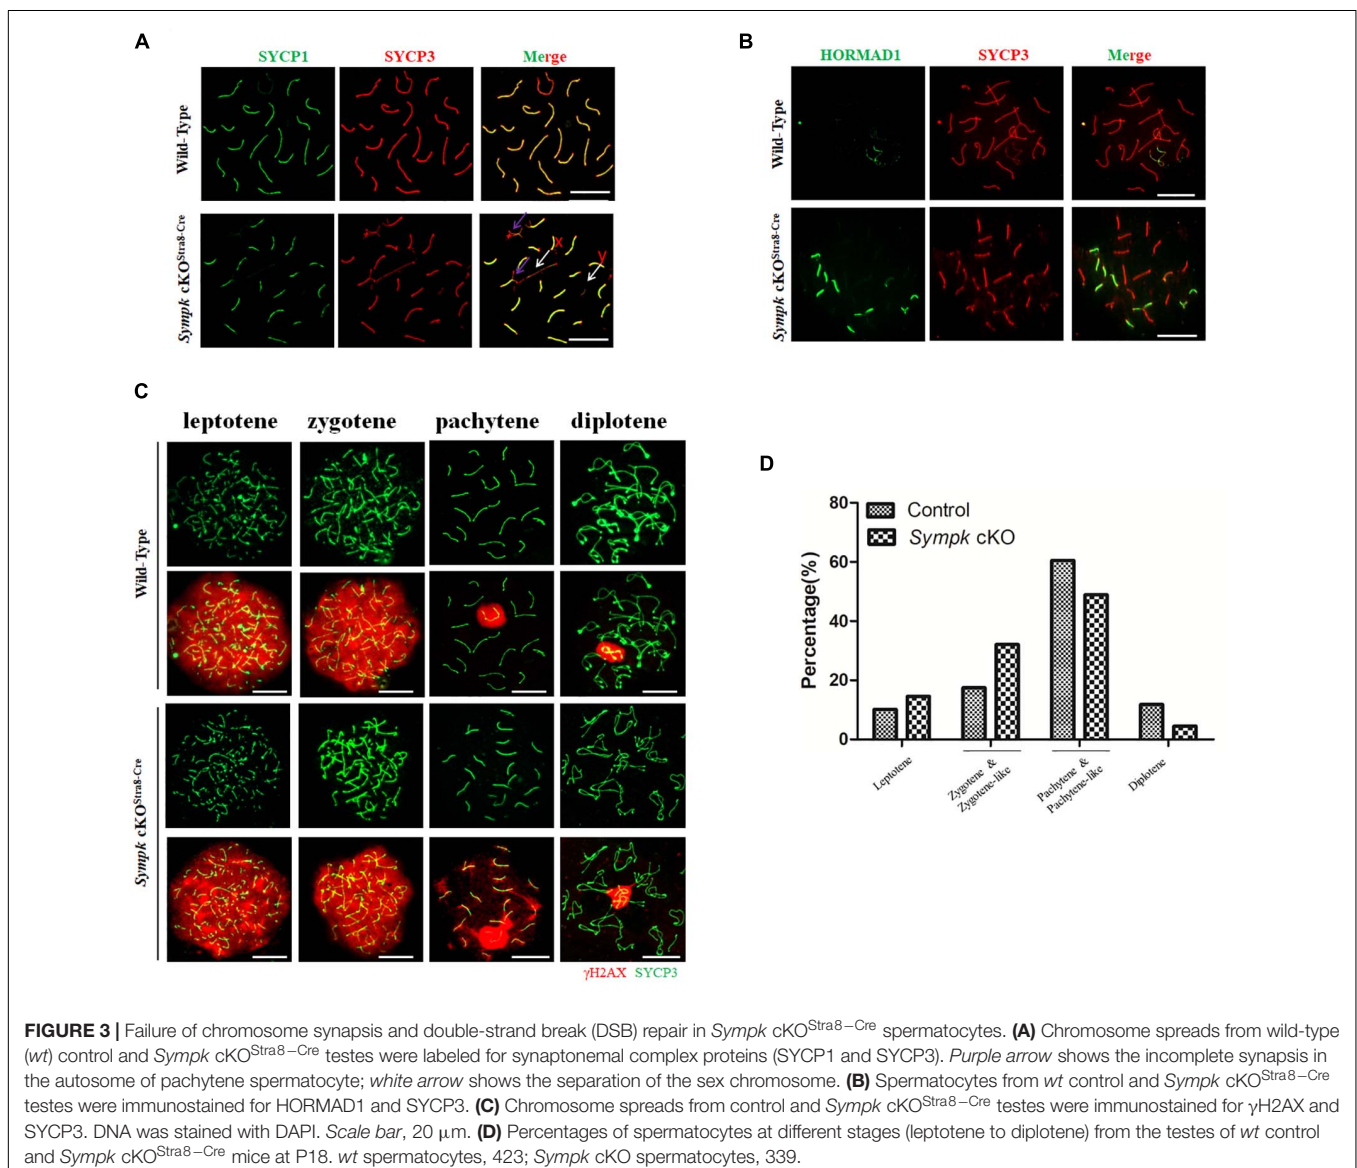 A
SYCP1 SYCP3 Merge
Wild-Type
Sympk cKOStra8-Cre
X
Y
B
HORMAD1 SYCP3 Merge
Wild-Type
Sympk cKOStra8-Cre
C
leptotene zygotene pachytene diplotene
Wild-Type
Sympk cKOStra8-Cre
γH2AX SYCP3
D
Control
Sympk cKO
Percentage(%)
80
60
40
20
0
Leptotene
Zygotene &
Zygotene-like
Pachytene &
Pachytene-like
Diplotene
FIGURE 3 | Failure of chromosome synapsis and double-strand break (DSB) repair in Sympk cKOStra8−Cre spermatocytes. (A) Chromosome spreads from wild-type
(wt) control and Sympk cKOStra8−Cre testes were labeled for synaptonemal complex proteins (SYCP1 and SYCP3). Purple arrow shows the incomplete synapsis in
the autosome of pachytene spermatocyte; white arrow shows the separation of the sex chromosome. (B) Spermatocytes from wt control and Sympk cKOStra8−Cre
testes were immunostained for HORMAD1 and SYCP3. (C) Chromosome spreads from control and Sympk cKOStra8−Cre testes were immunostained for γH2AX and
SYCP3. DNA was stained with DAPI. Scale bar, 20 μm. (D) Percentages of spermatocytes at different stages (leptotene to diplotene) from the testes of wt control
and Sympk cKOStra8−Cre mice at P18. wt spermatocytes, 423; Sympk cKO spermatocytes, 339.